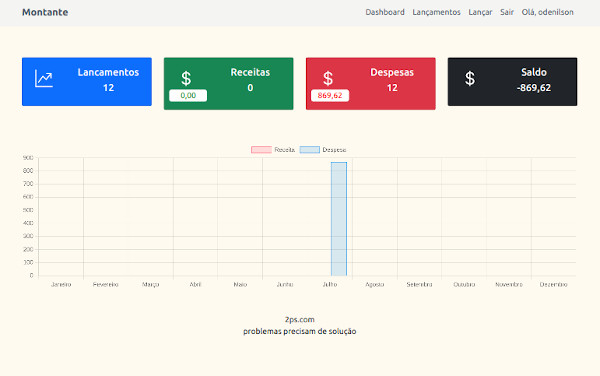 Montante
Dashboard Lançamentos Lançar Sair Olá, odenilson
Lancamentos
12
Receitas
0
0,00
Despesas
12
869,62
Saldo
-869,62
Receita Despesa
900
800
700
600
500
400
300
200
100
0
Janeiro Fevereiro Março Abril Maio Junho Julho Agosto Setembro Outubro Novembro Dezembro
2ps.com
problemas precisam de solução